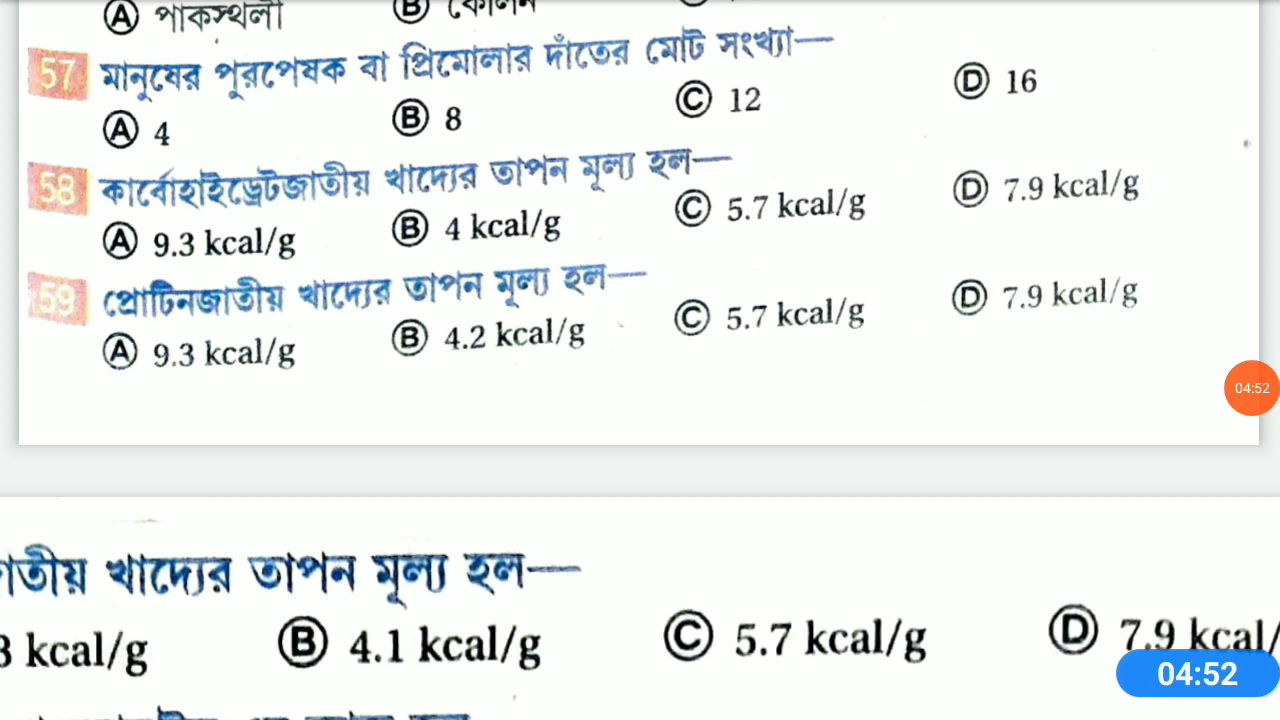 Ⓐ পাকস্থলী Ⓑ কোলন
57 মানুষের পুরপেষক বা প্রিমোলার দাঁতের মোট সংখ্যা—
Ⓐ 4 Ⓑ 8 Ⓒ 12 Ⓓ 16
58 কার্বোহাইড্রেটজাতীয় খাদ্যের তাপন মূল্য হল—
Ⓐ 9.3 kcal/g Ⓑ 4 kcal/g Ⓒ 5.7 kcal/g Ⓓ 7.9 kcal/g
59 প্রোটিনজাতীয় খাদ্যের তাপন মূল্য হল—
Ⓐ 9.3 kcal/g Ⓑ 4.2 kcal/g Ⓒ 5.7 kcal/g Ⓓ 7.9 kcal/g
04:52
তীয় খাদ্যের তাপন মূল্য হল—
3 kcal/g Ⓑ 4.1 kcal/g Ⓒ 5.7 kcal/g Ⓓ 7.9 kcal/
04:52